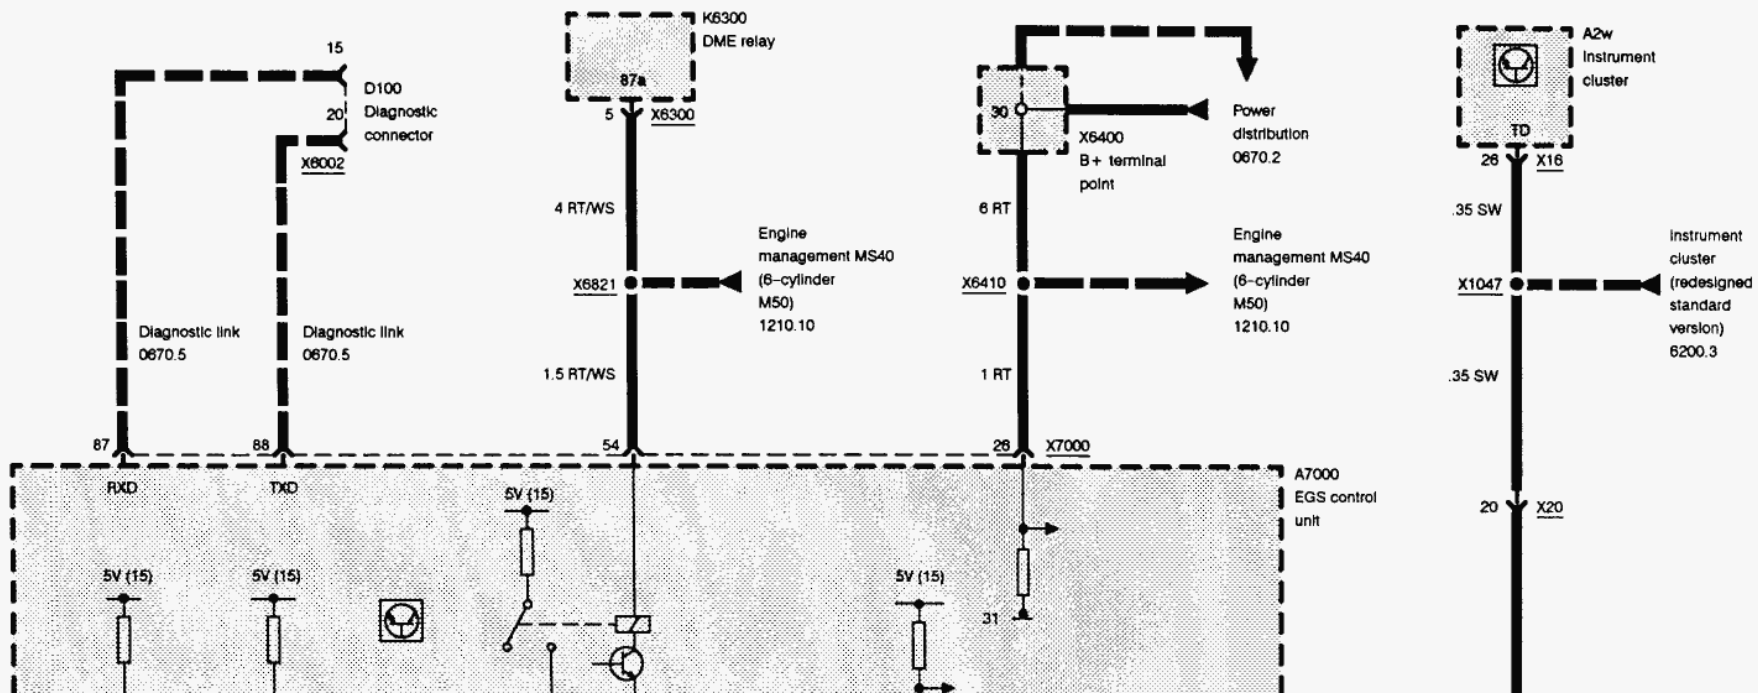 15
D100
20 Diagnostic
connector
X6002
K6300
DME relay
87a
5 X6300
4 RT/WS
X6821
Engine
management MS40
(6-cylinder
M50)
1210.10
1.5 RT/WS
Diagnostic link
0670.5
Diagnostic link
0670.5
30
X6400
B+ terminal
point
Power
distribution
0670.2
6 RT
X6410
Engine
management MS40
(6-cylinder
M50)
1210.10
1 RT
A2w
Instrument
cluster
TD
26 X16
.35 SW
X1047
Instrument
cluster
(redesigned
standard
version)
6200.3
.35 SW
20 X20
87
88
54
26 X7000
RXD
TXD
A7000
EGS control
unit
5V (15)
5V (15)
5V (15)
5V (15)
31